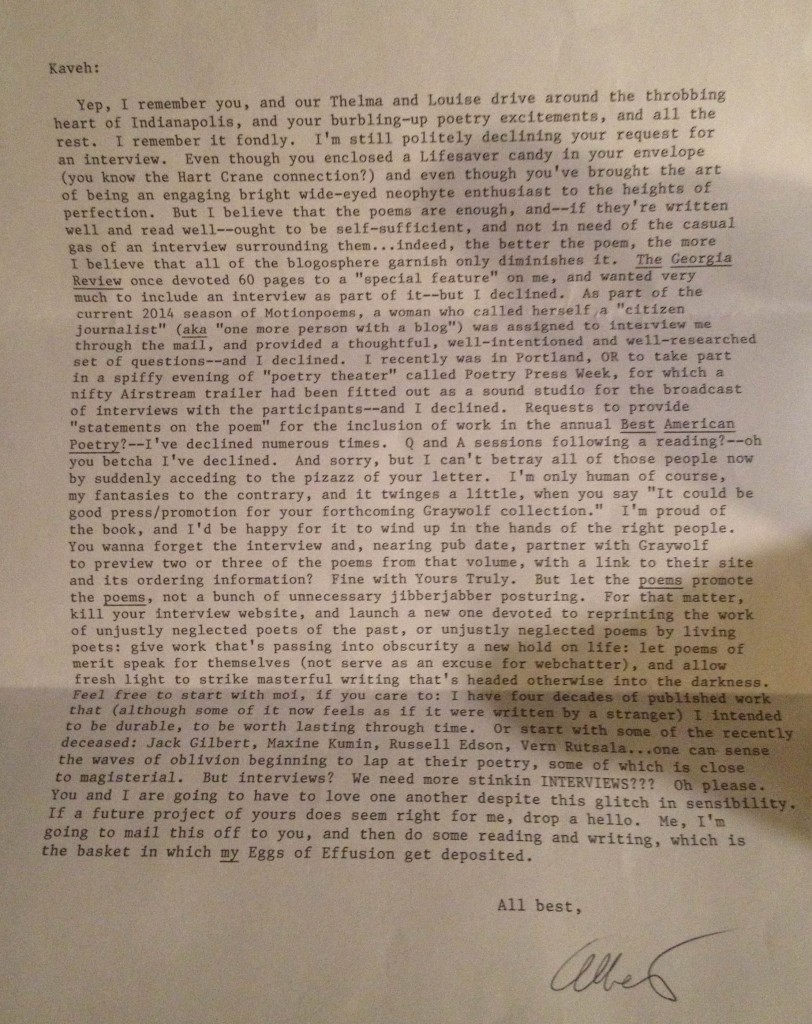 Kaveh:
Yep, I remember you, and our Thelma and Louise drive around the throbbing
heart of Indianapolis, and your burbling-up poetry excitements, and all the
rest. I remember it fondly. I'm still politely declining your request for
an interview. Even though you enclosed a Lifesaver candy in your envelope
(you know the Hart Crane connection?) and even though you've brought the art
of being an engaging bright wide-eyed neophyte enthusiast to the heights of
perfection. But I believe that the poems are enough, and--if they're written
well and read well--ought to be self-sufficient, and not in need of the casual
gas of an interview surrounding them...indeed, the better the poem, the more
I believe that all of the blogosphere garnish only diminishes it. The Georgia
Review once devoted 60 pages to a "special feature" on me, and wanted very
much to include an interview as part of it--but I declined. As part of the
current 2014 season of Motionpoems, a woman who called herself a "citizen
journalist" (aka "one more person with a blog") was assigned to interview me
through the mail, and provided a thoughtful, well-intentioned and well-researched
set of questions--and I declined. I recently was in Portland, OR to take part
in a spiffy evening of "poetry theater" called Poetry Press Week, for which a
nifty Airstream trailer had been fitted out as a sound studio for the broadcast
of interviews with the participants--and I declined. Requests to provide
"statements on the poem" for the inclusion of work in the annual Best American
Poetry?--I've declined numerous times. Q and A sessions following a reading?--oh
you betcha I've declined. And sorry, but I can't betray all of those people now
by suddenly acceding to the pizazz of your letter. I'm only human of course,
my fantasies to the contrary, and it twinges a little, when you say "It could be
good press/promotion for your forthcoming Graywolf collection." I'm proud of
the book, and I'd be happy for it to wind up in the hands of the right people.
You wanna forget the interview and, nearing pub date, partner with Graywolf
to preview two or three of the poems from that volume, with a link to their site
and its ordering information? Fine with Yours Truly. But let the poems promote
the poems, not a bunch of unnecessary jibberjabber posturing. For that matter,
kill your interview website, and launch a new one devoted to reprinting the work
of unjustly neglected poets of the past, or unjustly neglected poems by living
poets: give work that's passing into obscurity a new hold on life: let poems of
merit speak for themselves (not serve as an excuse for webchatter), and allow
fresh light to strike masterful writing that's headed otherwise into the darkness.
Feel free to start with moi, if you care to: I have four decades of published work
that (although some of it now feels as if it were written by a stranger) I intended
to be durable, to be worth lasting through time. Or start with some of the recently
deceased: Jack Gilbert, Maxine Kumin, Russell Edson, Vern Rutsala...one can sense
the waves of oblivion beginning to lap at their poetry, some of which is close
to magisterial. But interviews? We need more stinkin INTERVIEWS??? Oh please.
You and I are going to have to love one another despite this glitch in sensibility.
If a future project of yours does seem right for me, drop a hello. Me, I'm
going to mail this off to you, and then do some reading and writing, which is
the basket in which my Eggs of Effusion get deposited.
All best,
Albert